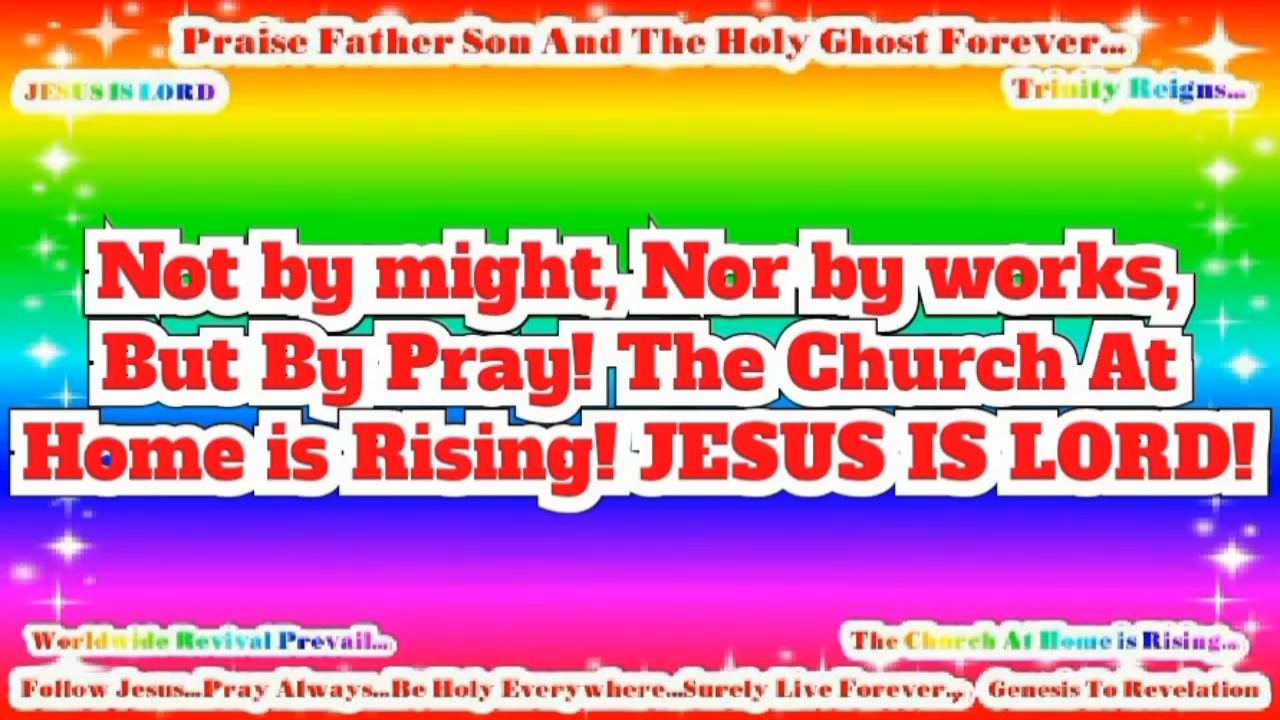 Praise Father Son And The Holy Ghost Forever...
JESUS IS LORD
Trinity Reigns...
Not by might, Nor by works,
But By Pray! The Church At
Home is Rising! JESUS IS LORD!
Worldwide Revival Prevail...
The Church At Home is Rising...
Follow Jesus...Pray Always...Be Holy Everywhere...Surely Live Forever..,
Genesis To Revelation